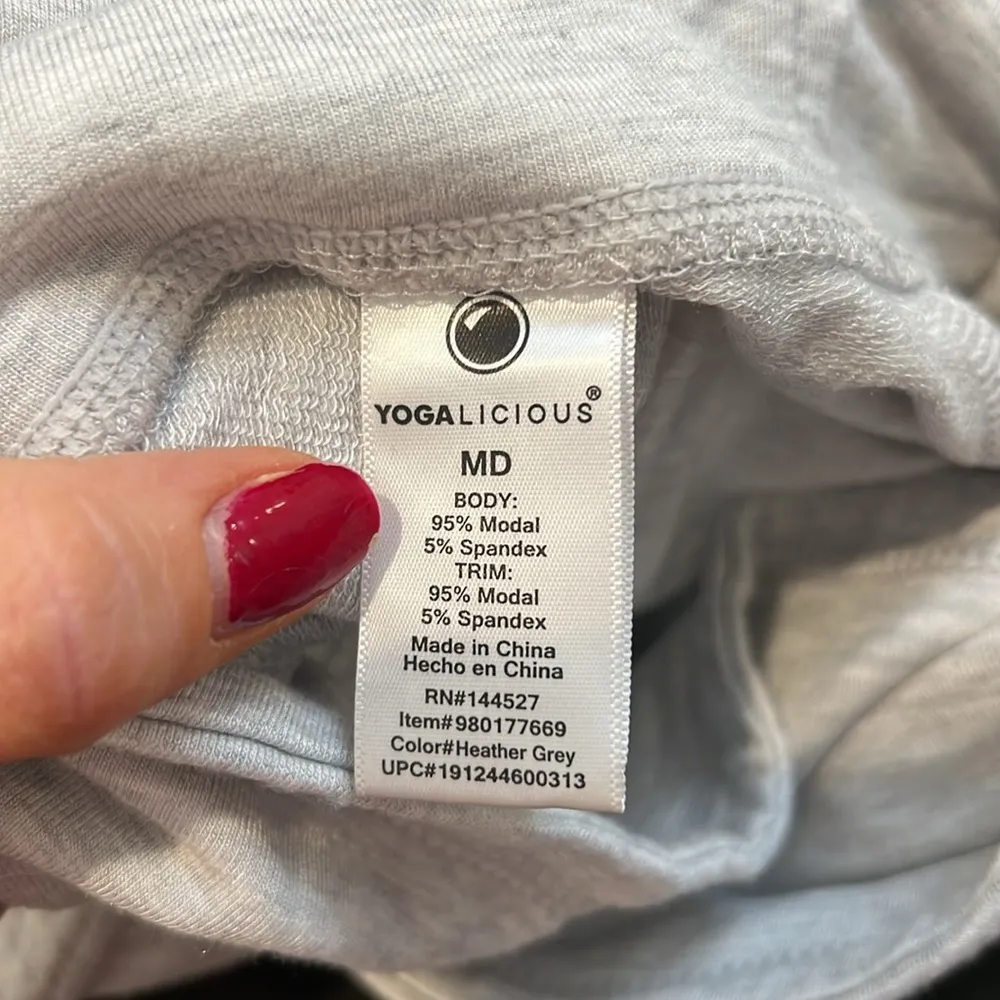 YOGALICIOUS®
MD
BODY:
95% Modal
5% Spandex
TRIM:
95% Modal
5% Spandex
Made in China
Hecho en China
RN#144527
Item#980177669
Color#Heather Grey
UPC#191244600313